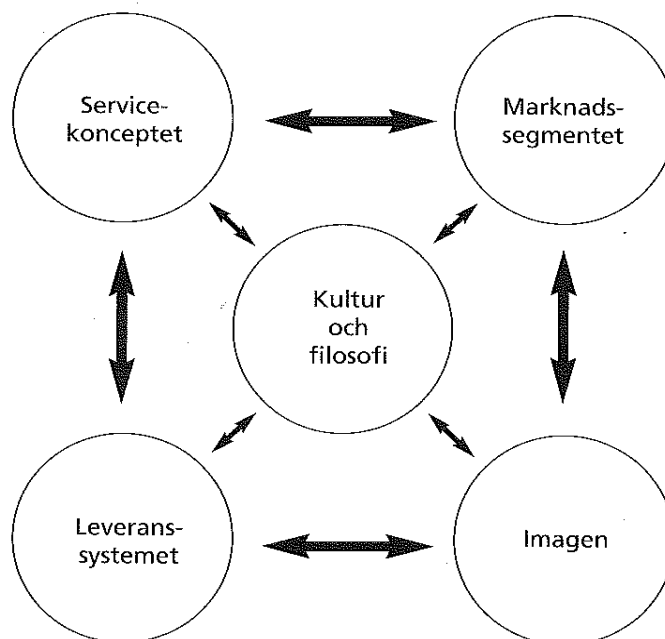 Service-
konceptet
Marknads-
segmentet
Kultur
och
filosofi
Leverans-
systemet
Imagen